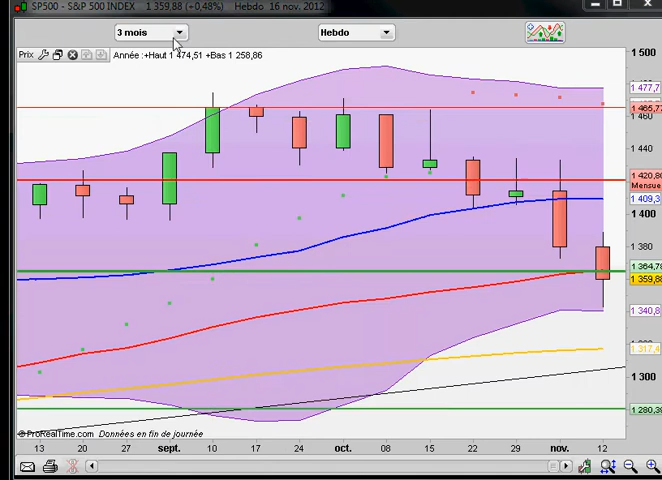 SP500 - S&P 500 INDEX 1 359,88 (+0,48%) Hebdo 16 nov. 2012
3 mois Hebdo
Prix Année :+Haut 1 474,51 +Bas 1 258,86
1 500
1 477,7
1 465,7
1 460
1 440
1 420,80
Mensue
1 409,3
1 400
1 380
1 364,78
1 359,88
1 340,8
1 317,4
1 300
1 280,39
© ProRealTime.com Données en fin de journée
13 20 27 sept. 10 17 24 oct. 08 15 22 29 nov. 12